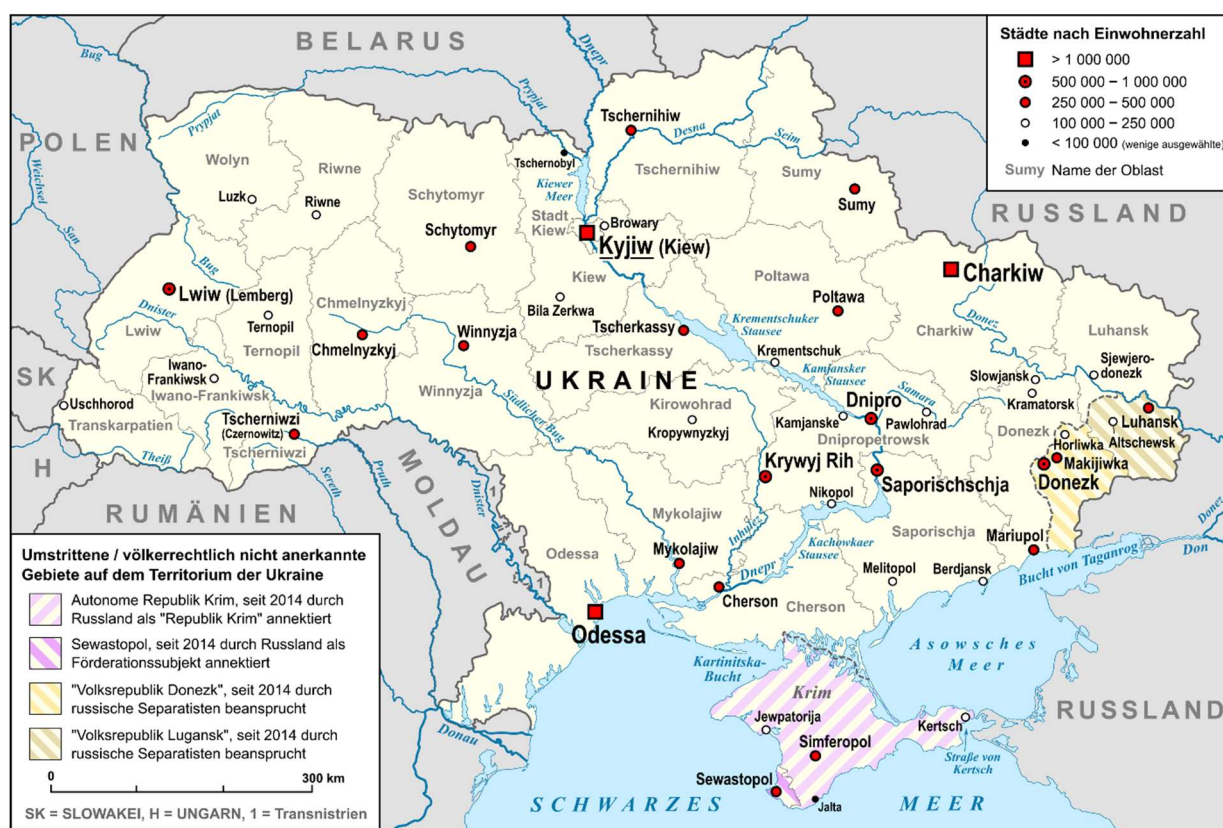 BELARUS
POLEN
RUSSLAND
SK
H
RUMÄNIEN
MOLDAU
RUSSLAND
UKRAINE
Städte nach Einwohnerzahl
> 1 000 000
500 000 – 1 000 000
250 000 – 500 000
100 000 – 250 000
< 100 000 (wenige ausgewählte)
Sumy Name der Oblast
Bug
Prypjat
Dnepr
Prypjat
Weichsel
San
Bug
Dnister
Desna
Seim
Kiewer
Meer
Wolyn
Riwne
Schytomyr
Tschernihiw
Sumy
Luzk
Riwne
Schytomyr
Tschernobyl
Tschernihiw
Sumy
Stadt
Kiew
Browary
Kyjiw (Kiew)
Kiew
Bila Zerkwa
Poltawa
Poltawa
Charkiw
Charkiw
Donez
Luhansk
Lwiw (Lemberg)
Lwiw
Ternopil
Ternopil
Chmelnyzkyj
Chmelnyzkyj
Winnyzja
Winnyzja
Tscherkassy
Tscherkassy
Krementschuker
Stausee
Krementschuk
Kamjansker
Stausee
Samara
Slowjansk
Kramatorsk
Sjewjero-
donezk
Iwano-
Frankiwsk
Iwano-Frankiwsk
Uschhorod
Transkarpatien
Tscherniwzi
(Czernowitz)
Tscherniwzi
Theiß
Sereth
Pruth
Dnister
1
1
Südlicher Bug
Kirowohrad
Kropywnyzkyj
Kamjanske
Dnipro
Pawlohrad
Dnipropetrowsk
Donezk
Horliwka
Makijiwka
Donezk
Luhansk
Altschewsk
Krywyj Rih
Saporischschja
Nikopol
Saporischja
Mykolajiw
Mykolajiw
Inhulez
Kachowkaer
Stausee
Dnepr
Cherson
Cherson
Melitopol
Berdjansk
Mariupol
Bucht von Taganrog
Don
Donez
Odessa
Odessa
Kartinitska-
Bucht
Asowsches
Meer
Krim
Jewpatorija
Simferopol
Sewastopol
Jalta
Kertsch
Straße von
Kertsch
SCHWARZES MEER
Donau
Umstrittene / völkerrechtlich nicht anerkannte
Gebiete auf dem Territorium der Ukraine
Autonome Republik Krim, seit 2014 durch
Russland als "Republik Krim" annektiert
Sewastopol, seit 2014 durch Russland als
Förderationssubjekt annektiert
"Volksrepublik Donezk", seit 2014 durch
russische Separatisten beansprucht
"Volksrepublik Lugansk", seit 2014 durch
russische Separatisten beansprucht
0 300 km
SK = SLOWAKEI, H = UNGARN, 1 = Transnistrien